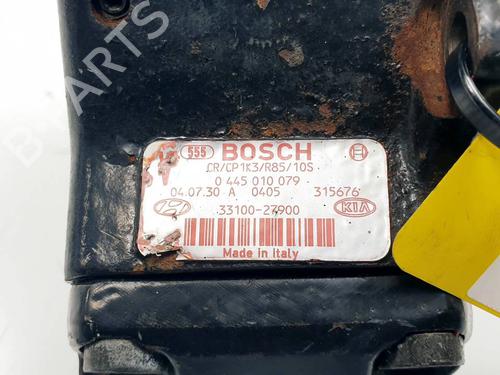 B-PARTS
555 BOSCH
CR/CP1K3/R85/10S
0 445 010 079
04.07.30 A 0405 315676
33100-27900 KIA
Made in Italy